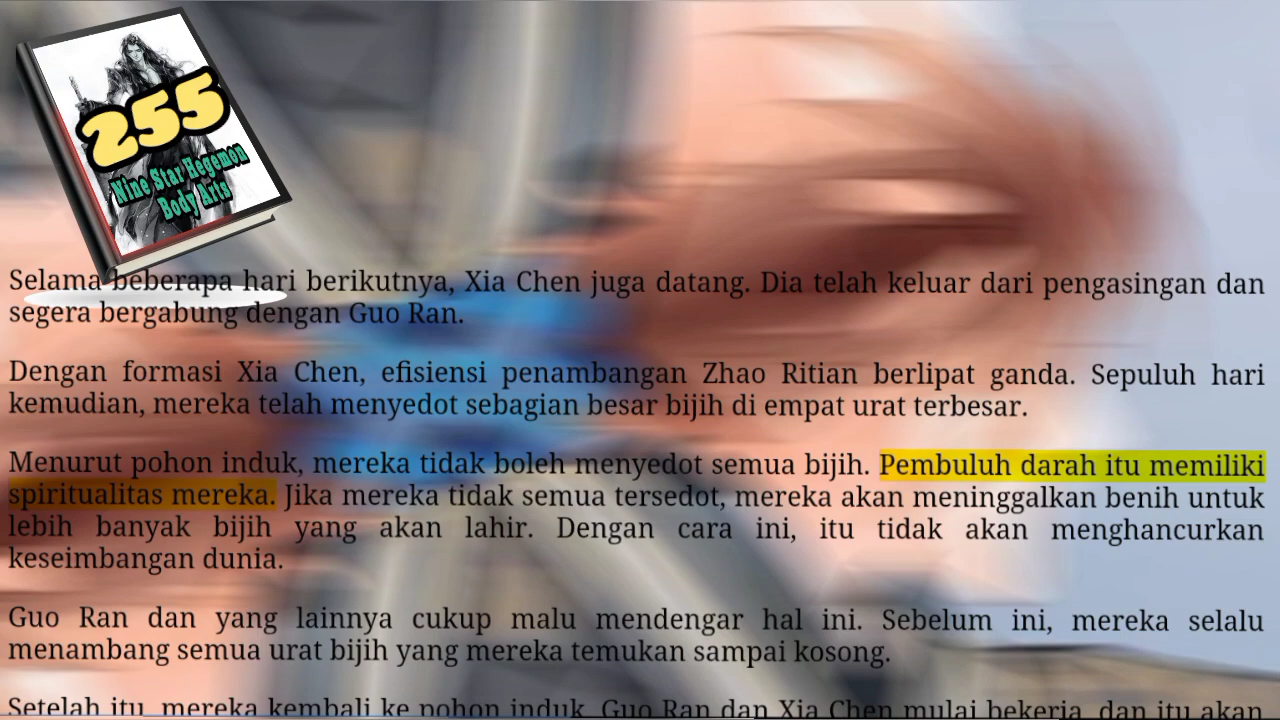 255
Nine Star Hegemon
Body Arts
Selama beberapa hari berikutnya, Xia Chen juga datang. Dia telah keluar dari pengasingan dan
segera bergabung dengan Guo Ran.
Dengan formasi Xia Chen, efisiensi penambangan Zhao Ritian berlipat ganda. Sepuluh hari
kemudian, mereka telah menyedot sebagian besar bijih di empat urat terbesar.
Menurut pohon induk, mereka tidak boleh menyedot semua bijih. Pembuluh darah itu memiliki
spiritualitas mereka. Jika mereka tidak semua tersedot, mereka akan meninggalkan benih untuk
lebih banyak bijih yang akan lahir. Dengan cara ini, itu tidak akan menghancurkan
keseimbangan dunia.
Guo Ran dan yang lainnya cukup malu mendengar hal ini. Sebelum ini, mereka selalu
menambang semua urat bijih yang mereka temukan sampai kosong.
Setelah itu, mereka kembali ke pohon induk. Guo Ran dan Xia Chen mulai bekerja, dan itu akan